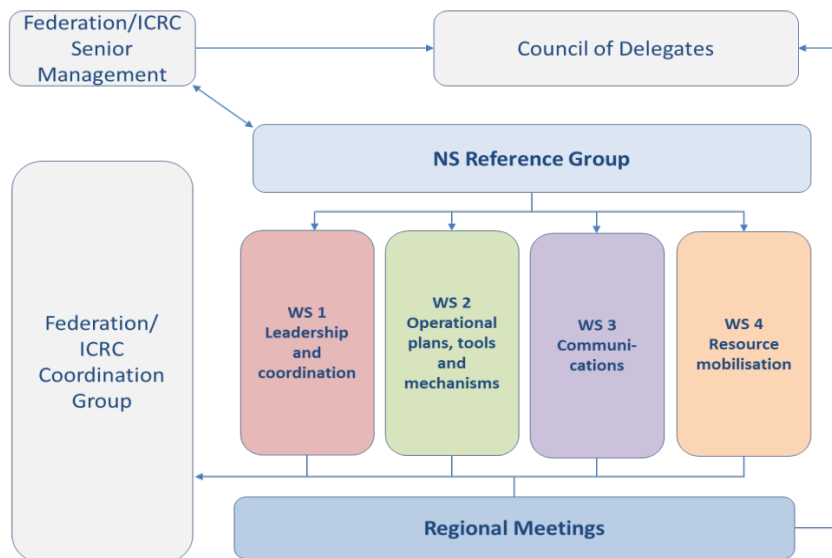 Federation/ICRC
Senior
Management
Council of Delegates
NS Reference Group
Federation/
ICRC
Coordination
Group
WS 1
Leadership
and
coordination
WS 2
Operational
plans, tools
and
mechanisms
WS 3
Communi-
cations
WS 4
Resource
mobilisation
Regional Meetings